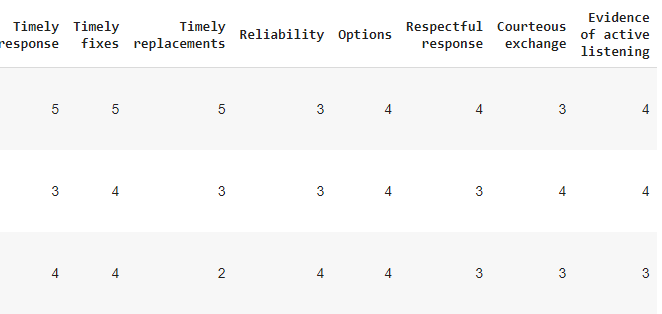 Timely response Timely fixes Timely replacements Reliability Options Respectful response Courteous exchange Evidence of active listening
5 5 5 3 4 4 3 4
3 4 3 3 4 3 4 4
4 4 2 4 4 3 3 3